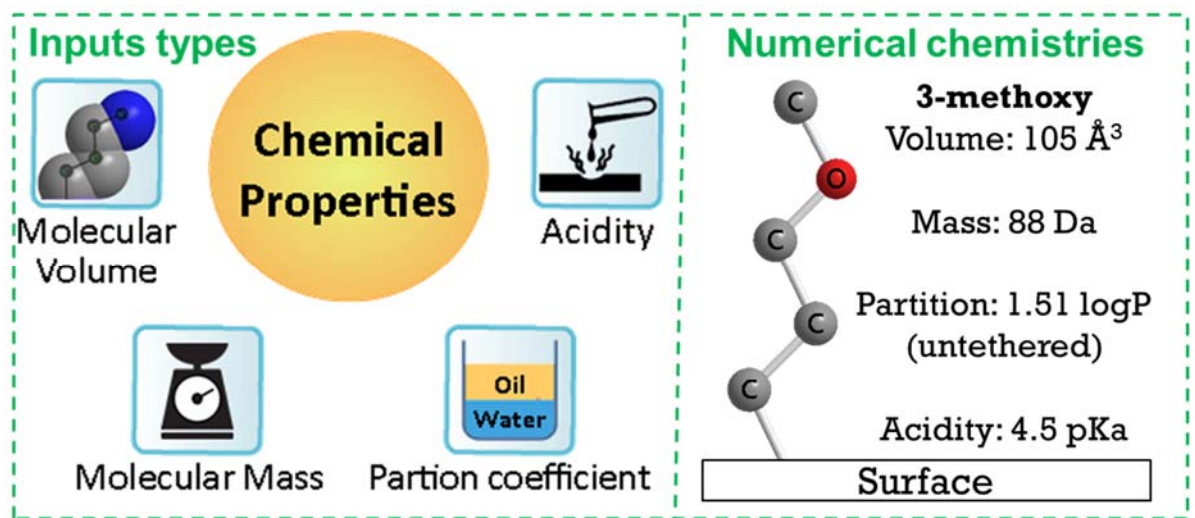 Inputs types
Chemical
Properties
Molecular
Volume
Acidity
Molecular Mass
Oil
Water
Partion coefficient
Numerical chemistries
C
O
C
C
C
3-methoxy
Volume: 105 Å³
Mass: 88 Da
Partition: 1.51 logP
(untethered)
Acidity: 4.5 pKa
Surface